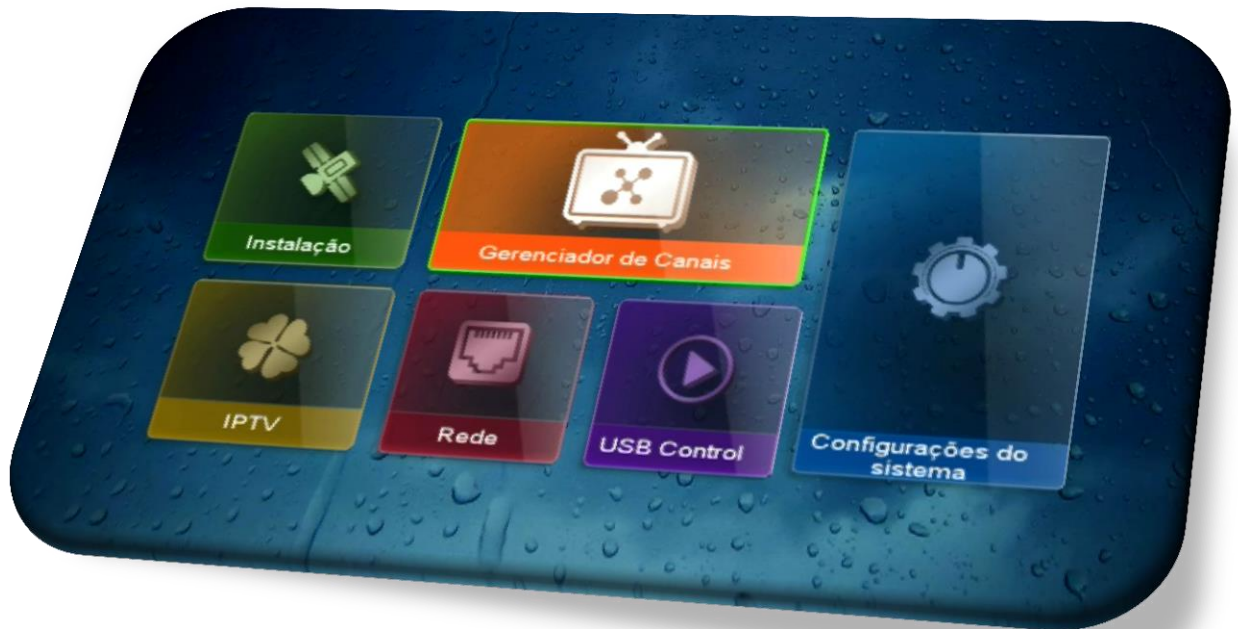 Instalação
Gerenciador de Canais
IPTV
Rede
USB Control
Configurações do
sistema